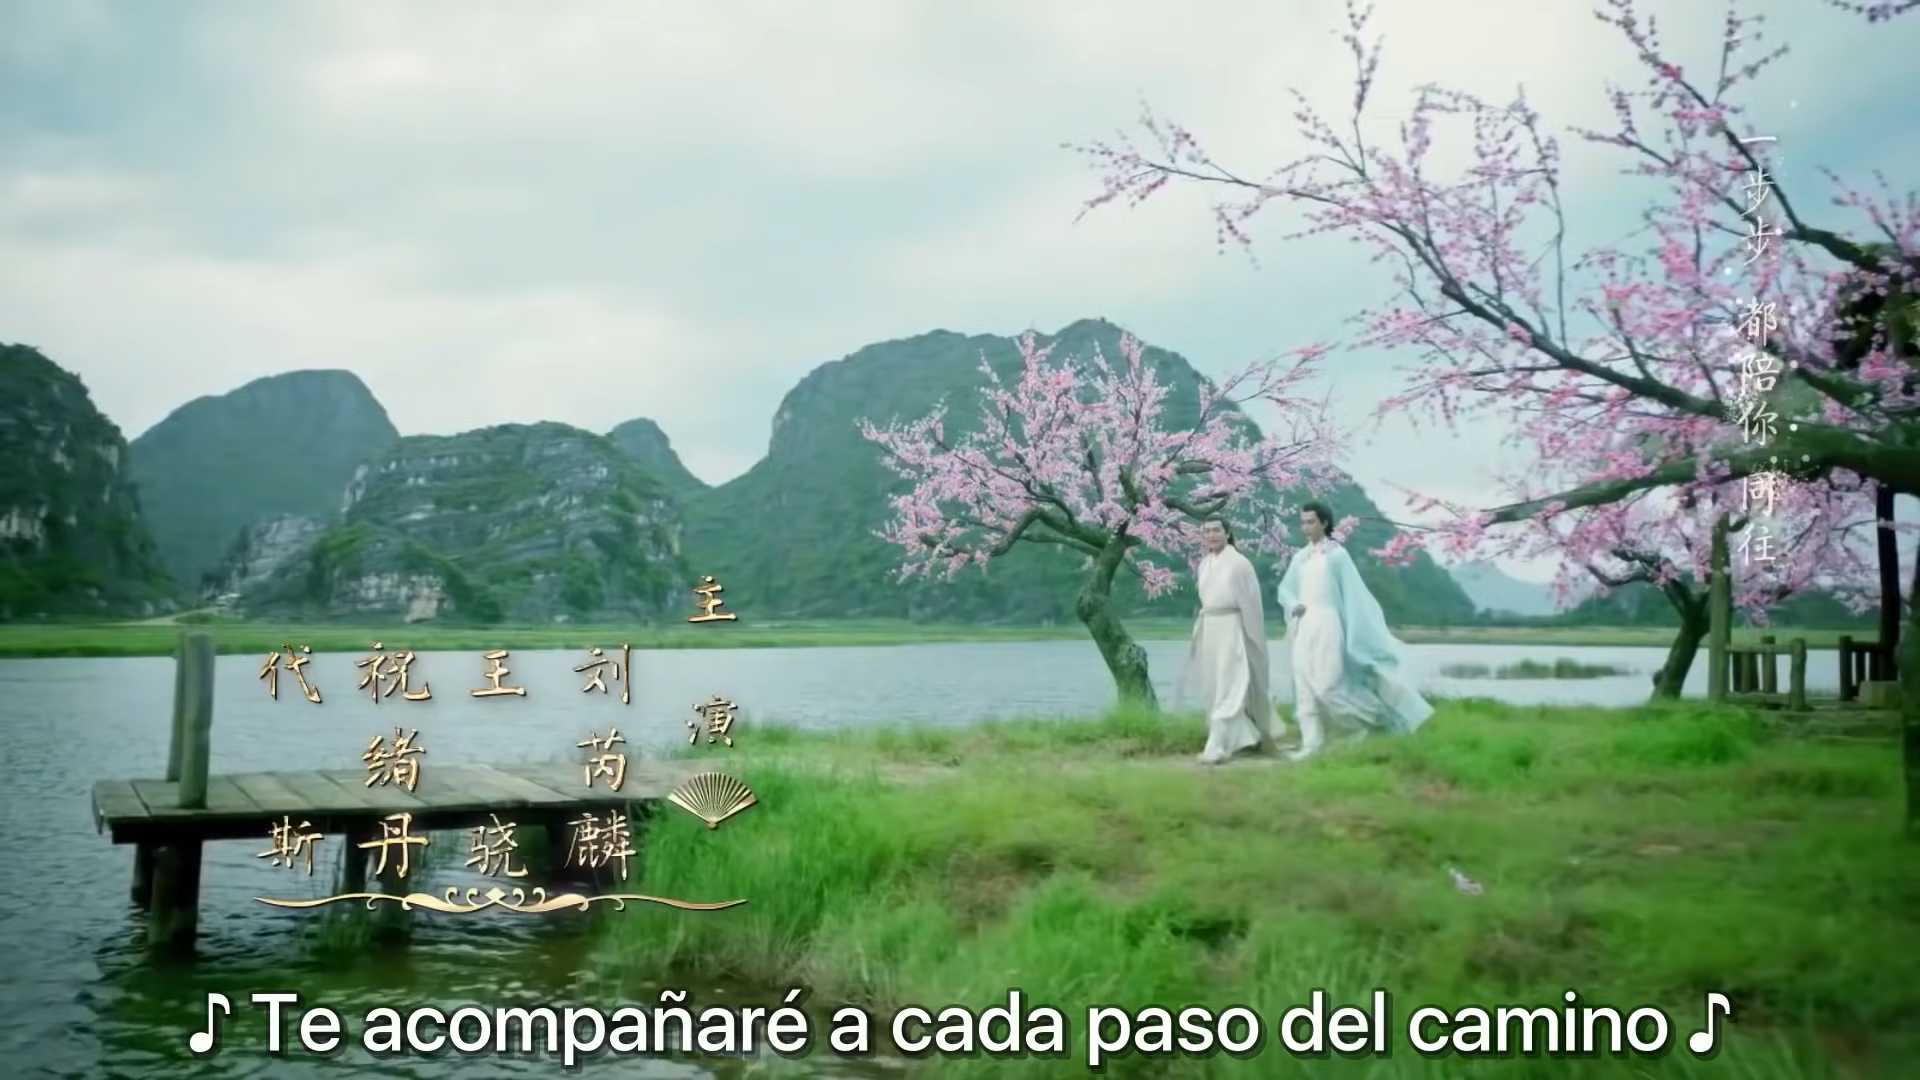 一步步 都陪你同往
主演
刘芮麟
王骁
祝绪丹
代斯
♪ Te acompañaré a cada paso del camino ♪